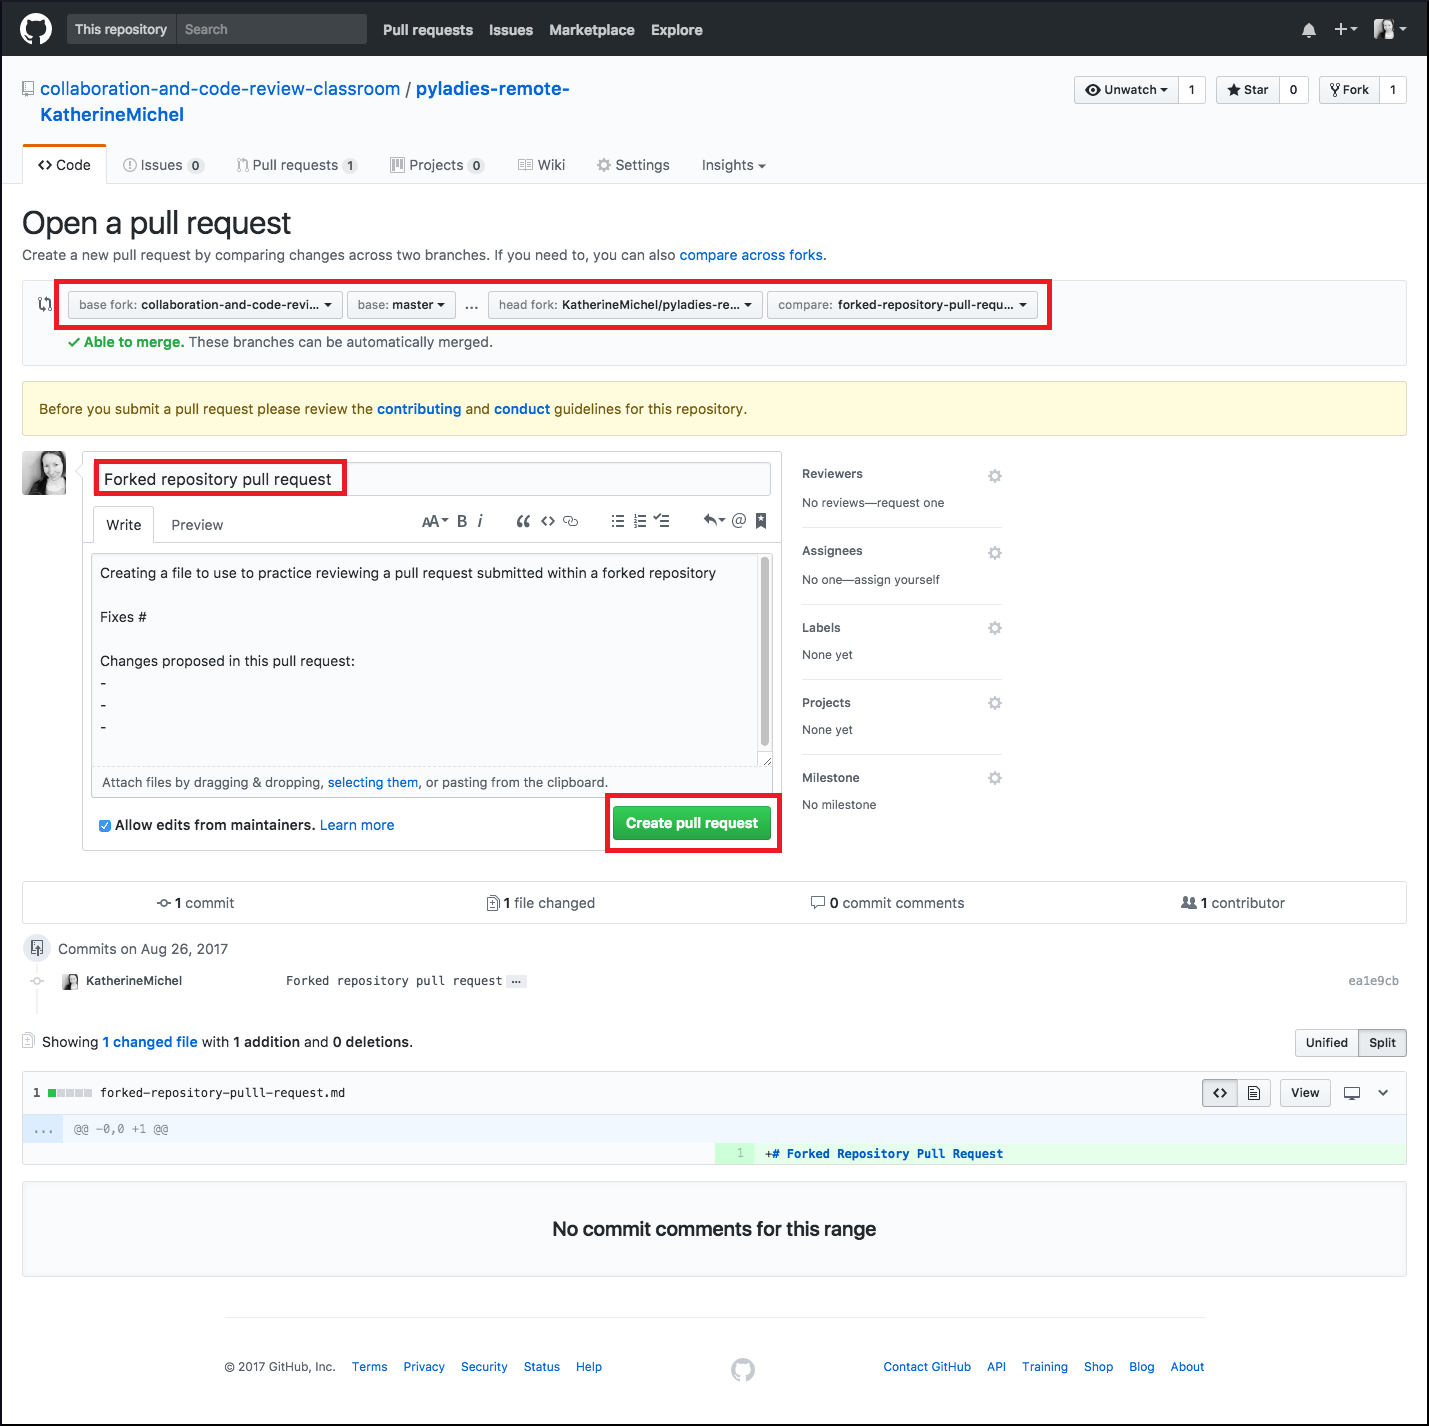 This repository Search Pull requests Issues Marketplace Explore
collaboration-and-code-review-classroom / pyladies-remote-
KatherineMichel
Unwatch 1 Star 0 Fork 1
Code Issues 0 Pull requests 1 Projects 0 Wiki Settings Insights
Open a pull request
Create a new pull request by comparing changes across two branches. If you need to, you can also compare across forks.
base fork: collaboration-and-code-revi... base: master ... head fork: KatherineMichel/pyladies-re... compare: forked-repository-pull-requ...
Able to merge. These branches can be automatically merged.
Before you submit a pull request please review the contributing and conduct guidelines for this repository.
Forked repository pull request
Write Preview AA B i
Creating a file to use to practice reviewing a pull request submitted within a forked repository
Fixes #
Changes proposed in this pull request:
-
-
-
Attach files by dragging & dropping, selecting them, or pasting from the clipboard.
Allow edits from maintainers. Learn more
Create pull request
Reviewers
No reviews—request one
Assignees
No one—assign yourself
Labels
None yet
Projects
None yet
Milestone
No milestone
1 commit 1 file changed 0 commit comments 1 contributor
Commits on Aug 26, 2017
KatherineMichel Forked repository pull request ... ea1e9cb
Showing 1 changed file with 1 addition and 0 deletions.
Unified Split
1 forked-repository-pulll-request.md View
... @@ -0,0 +1 @@
1 +# Forked Repository Pull Request
No commit comments for this range
© 2017 GitHub, Inc. Terms Privacy Security Status Help Contact GitHub API Training Shop Blog About